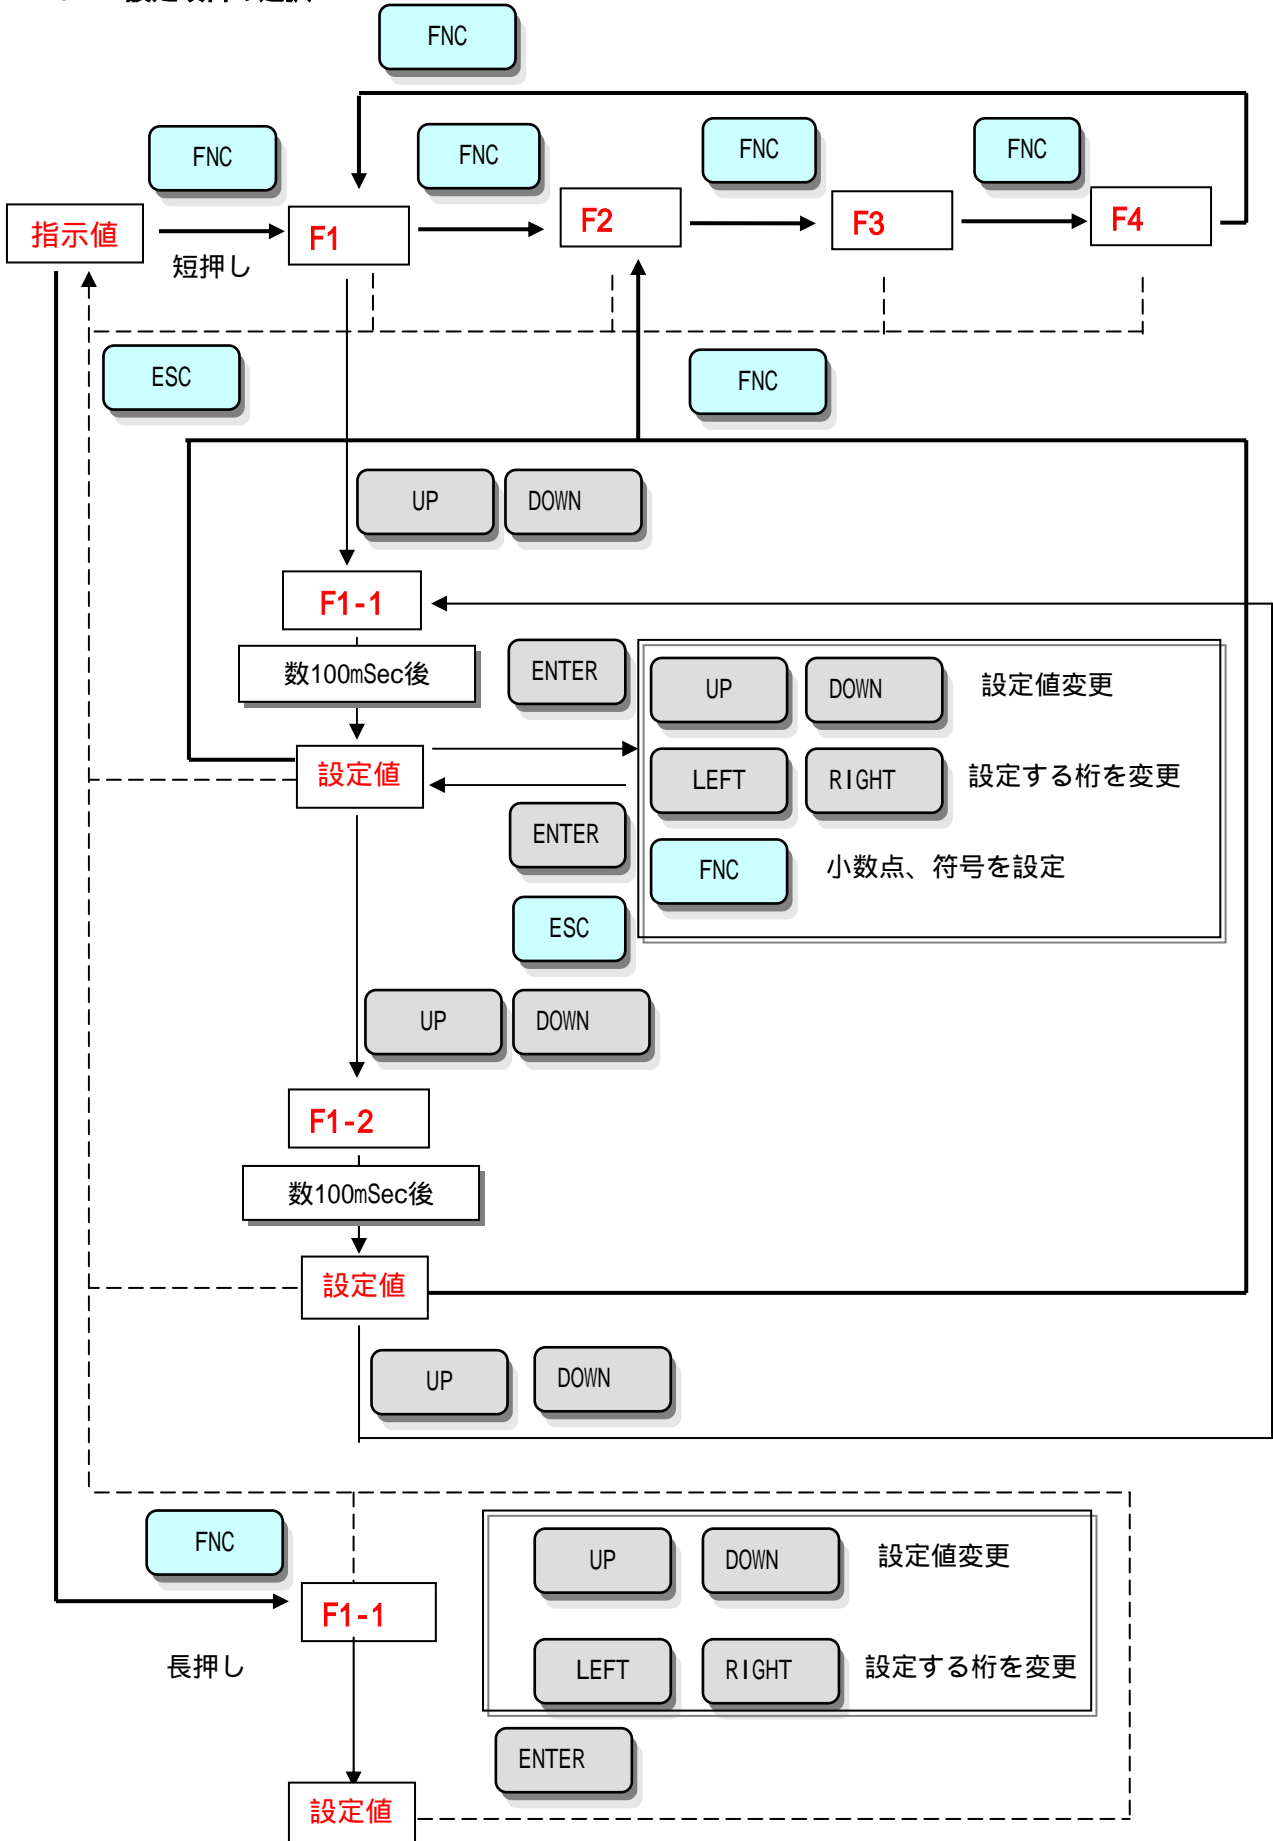 FNC
FNC
FNC
FNC
FNC
指示値
F1
F2
F3
F4
短押し
ESC
FNC
UP
DOWN
F1-1
数100mSec後
ENTER
UP
DOWN
設定値変更
設定値
LEFT
RIGHT
設定する桁を変更
ENTER
FNC
小数点、符号を設定
ESC
UP
DOWN
F1-2
数100mSec後
設定値
UP
DOWN
FNC
UP
DOWN
設定値変更
F1-1
長押し
LEFT
RIGHT
設定する桁を変更
ENTER
設定値